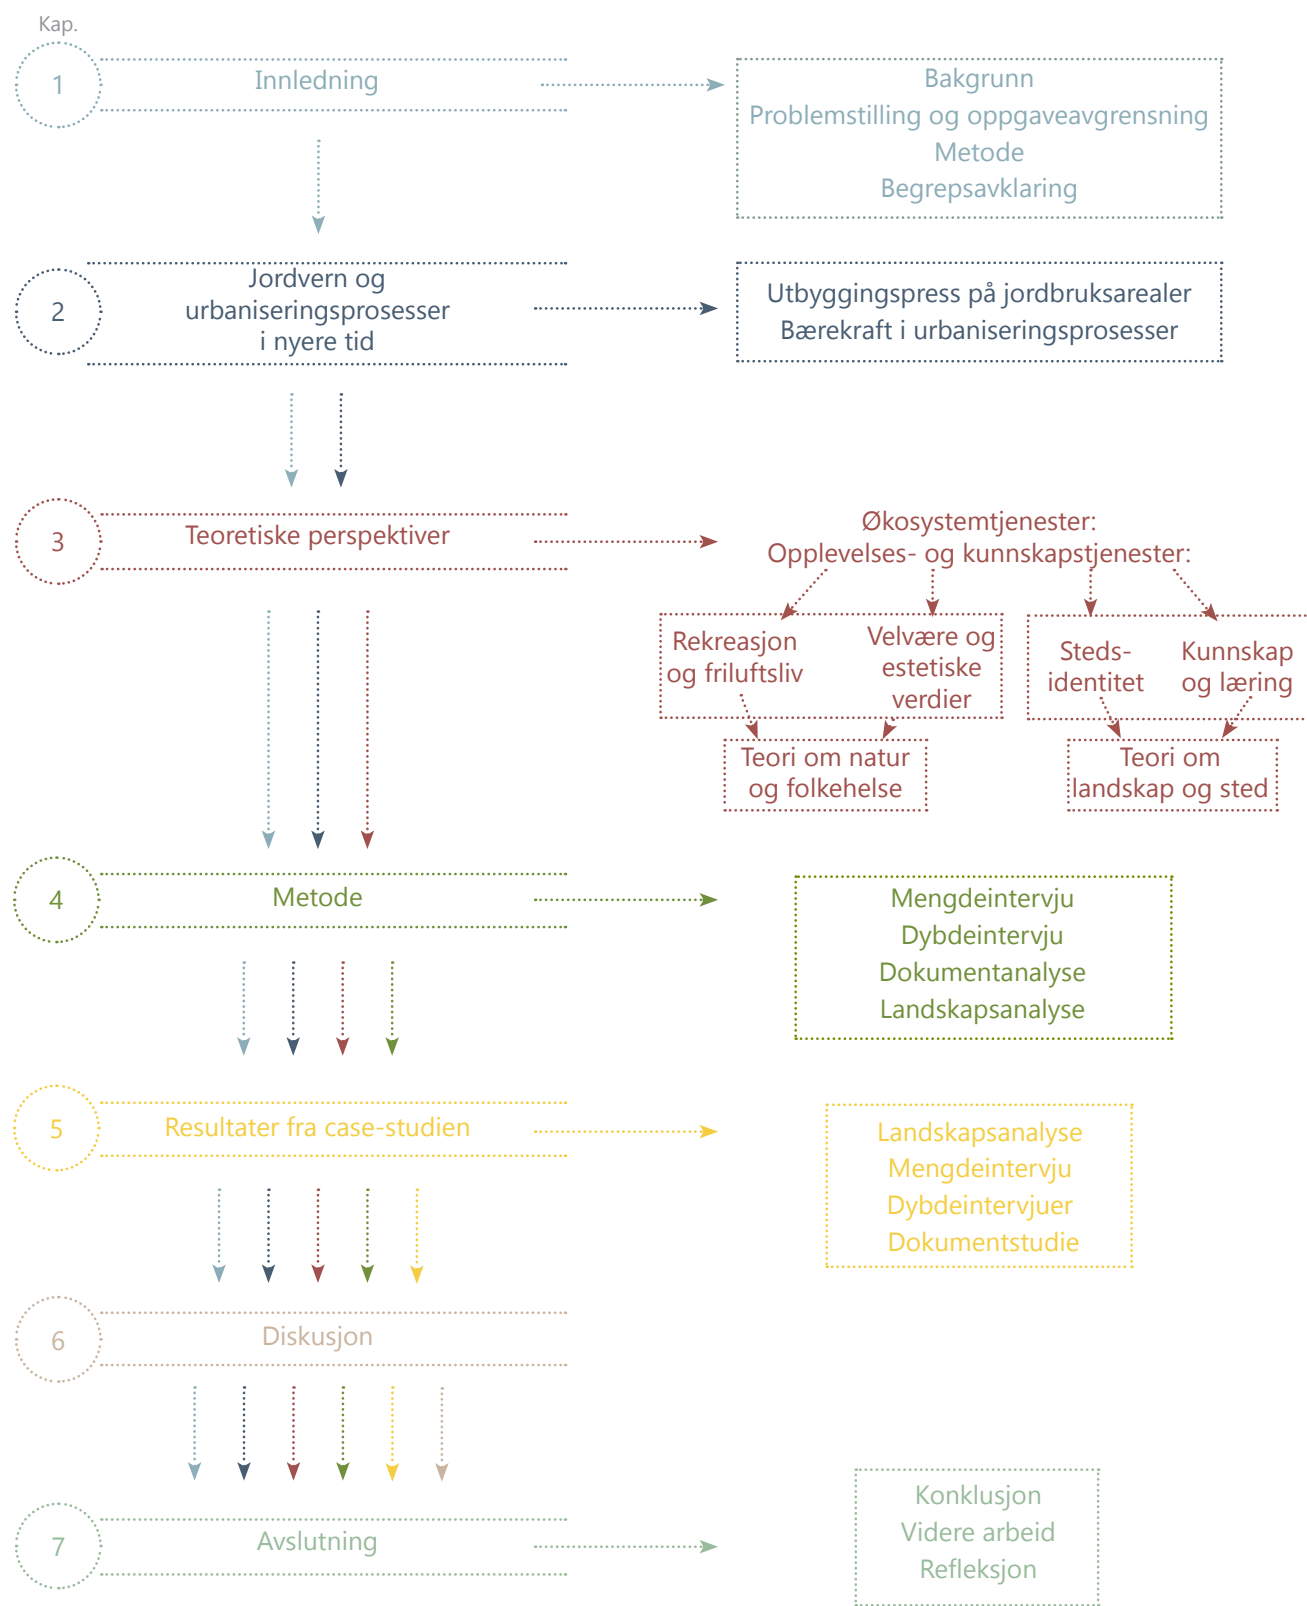 Kap.
1
Innledning
Bakgrunn
Problemstilling og oppgaveavgrensning
Metode
Begrepsavklaring
2
Jordvern og
urbaniseringsprosesser
i nyere tid
Utbyggingspress på jordbruksarealer
Bærekraft i urbaniseringsprosesser
3
Teoretiske perspektiver
Økosystemtjenester:
Opplevelses- og kunnskapstjenester:
Rekreasjon
og friluftsliv
Velvære og
estetiske
verdier
Steds-
identitet
Kunnskap
og læring
Teori om natur
og folkehelse
Teori om
landskap og sted
4
Metode
Mengdeintervju
Dybdeintervju
Dokumentanalyse
Landskapsanalyse
5
Resultater fra case-studien
Landskapsanalyse
Mengdeintervju
Dybdeintervjuer
Dokumentstudie
6
Diskusjon
7
Avslutning
Konklusjon
Videre arbeid
Refleksjon